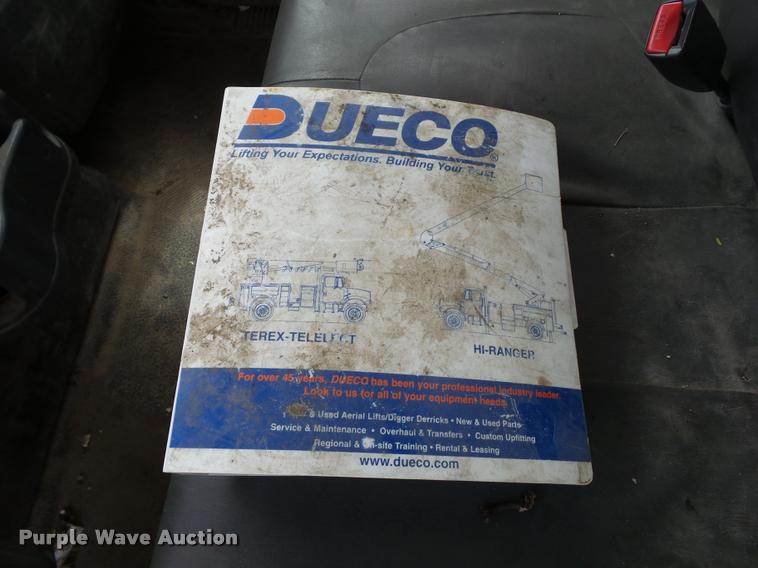 DUECO®
Lifting Your Expectations. Building Your Trust.
TEREX-TELELECT
HI-RANGER
For over 45 years, DUECO has been your professional industry leader.
Look to us for all of your equipment needs.
& Used Aerial Lifts/Digger Derricks • New & Used Parts
Service & Maintenance • Overhaul & Transfers • Custom Upfitting
Regional & On-site Training • Rental & Leasing
www.dueco.com
Purple Wave Auction